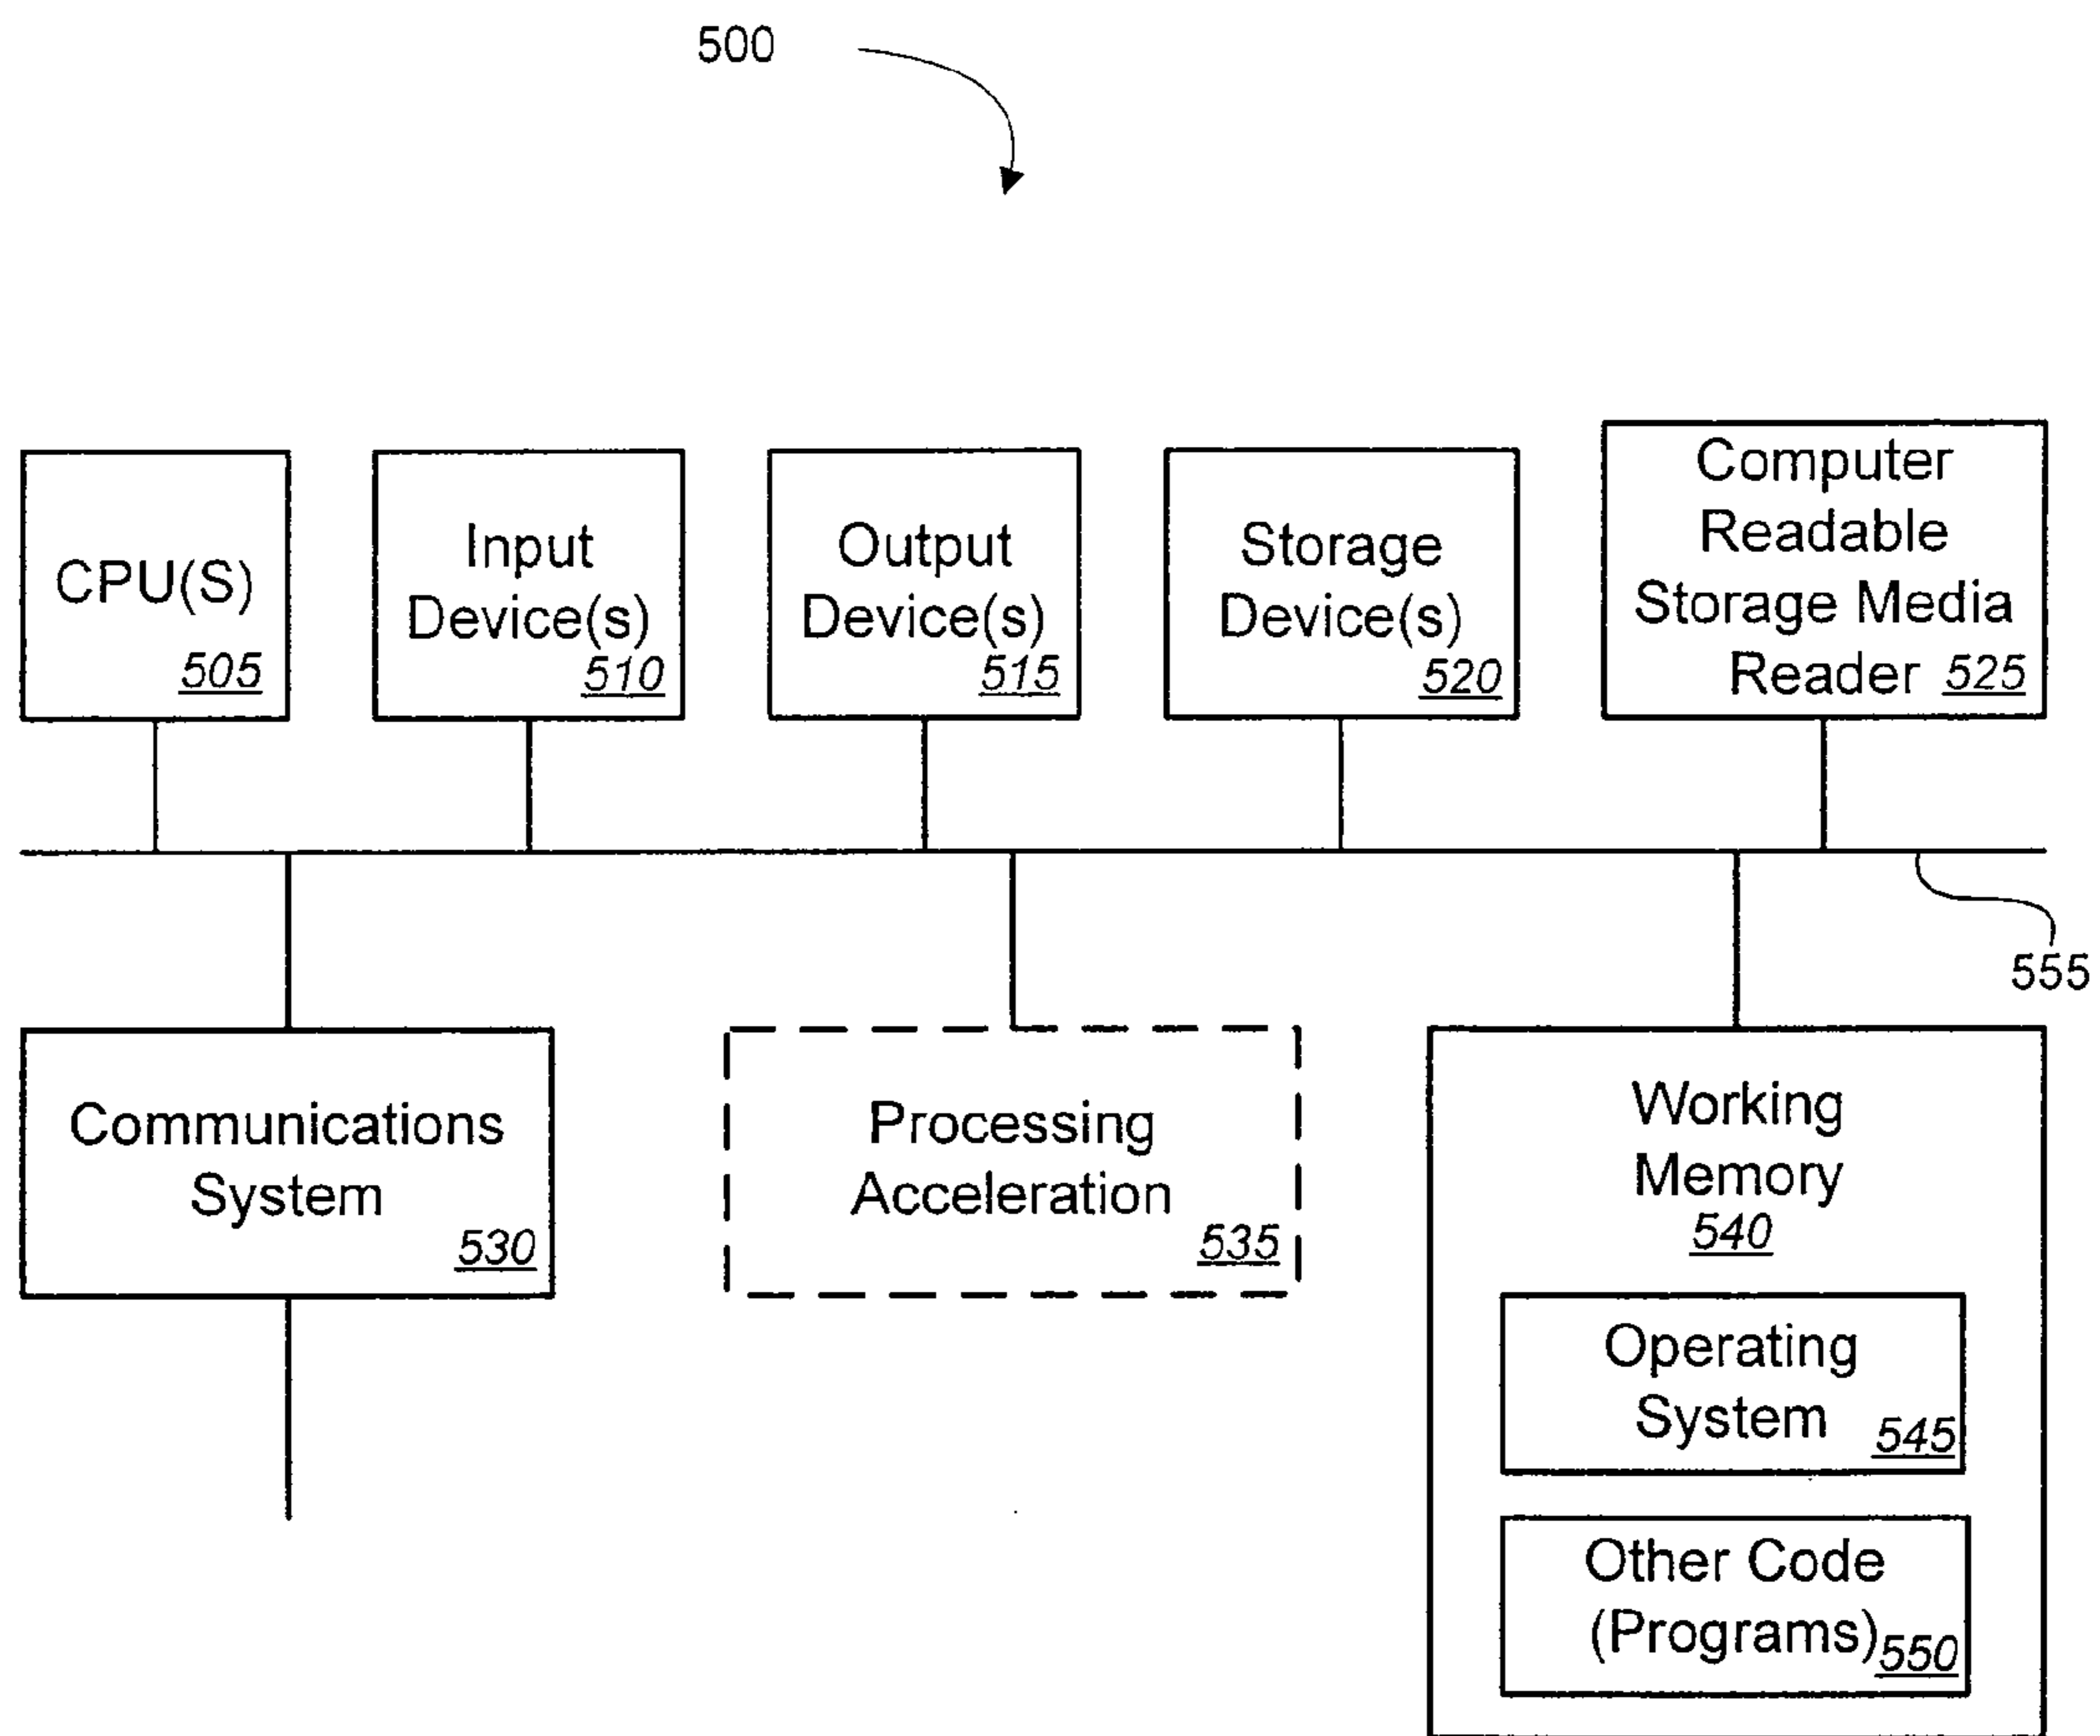 500
CPU(S)
505
Input
Device(s)
510
Output
Device(s)
515
Storage
Device(s)
520
Computer
Readable
Storage Media
Reader 525
555
Communications
System
530
Processing
Acceleration
535
Working
Memory
540
Operating
System
545
Other Code
(Programs)
550